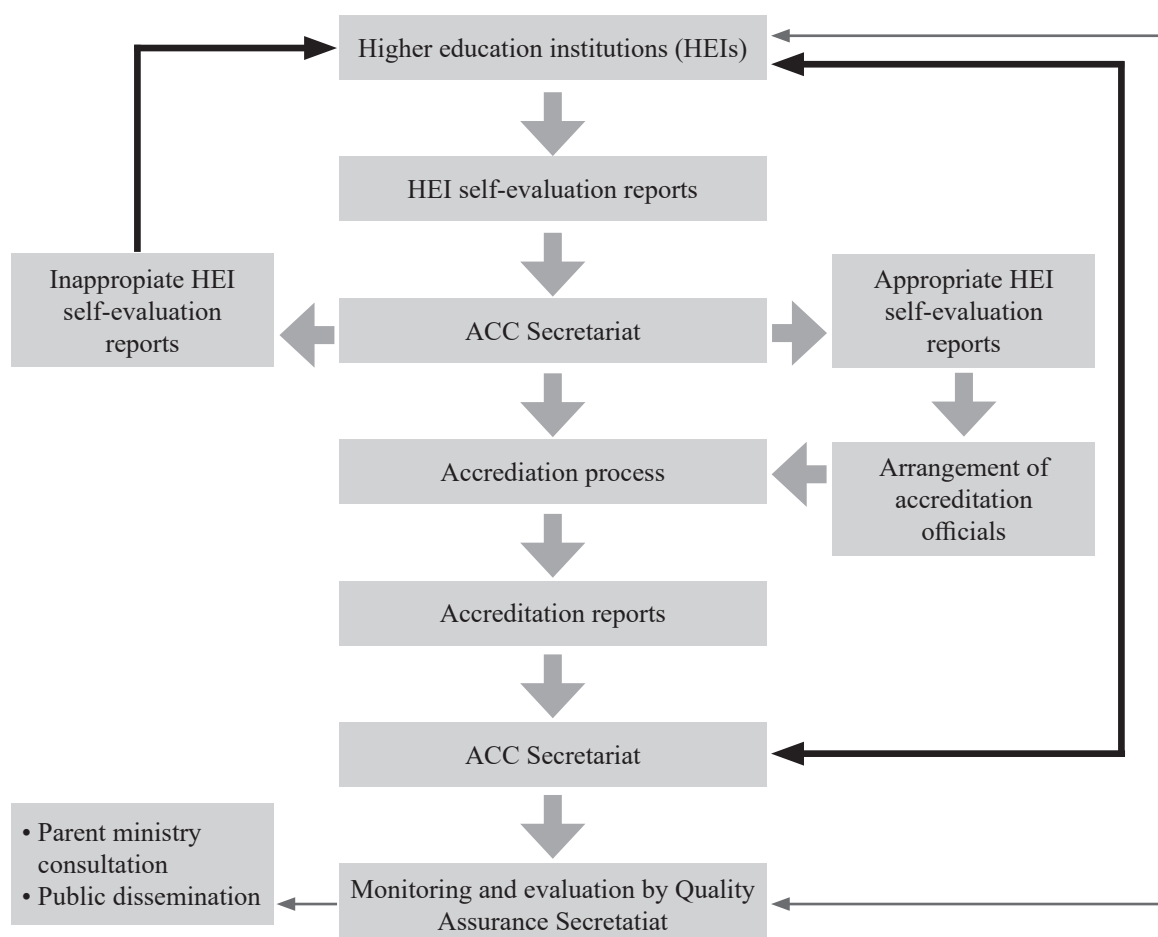 Higher education institutions (HEIs)
HEI self-evaluation reports
Inappropiate HEI
self-evaluation
reports
ACC Secretariat
Appropriate HEI
self-evaluation
reports
Accrediation process
Arrangement of
accreditation
officials
Accreditation reports
ACC Secretariat
• Parent ministry
consultation
• Public dissemination
Monitoring and evaluation by Quality
Assurance Secretatiat